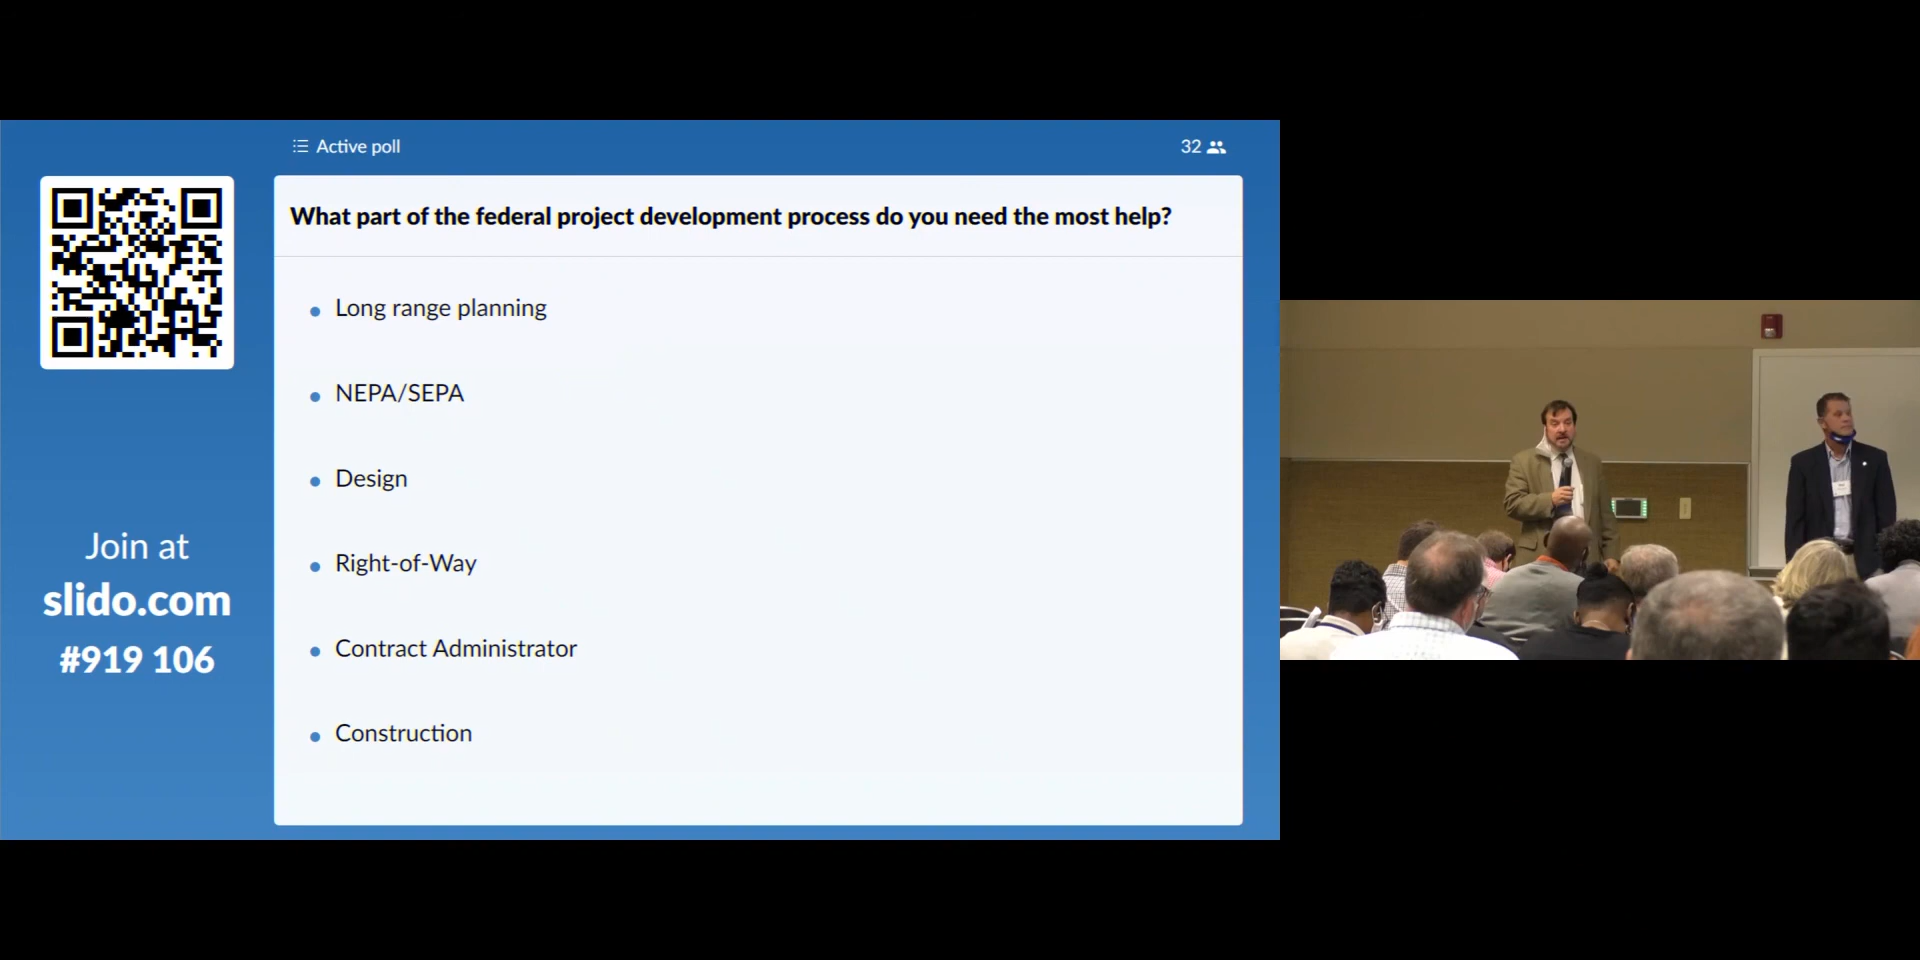 Active poll
32
What part of the federal project development process do you need the most help?
Long range planning
NEPA/SEPA
Design
Right-of-Way
Contract Administrator
Construction
Join at
slido.com
#919 106